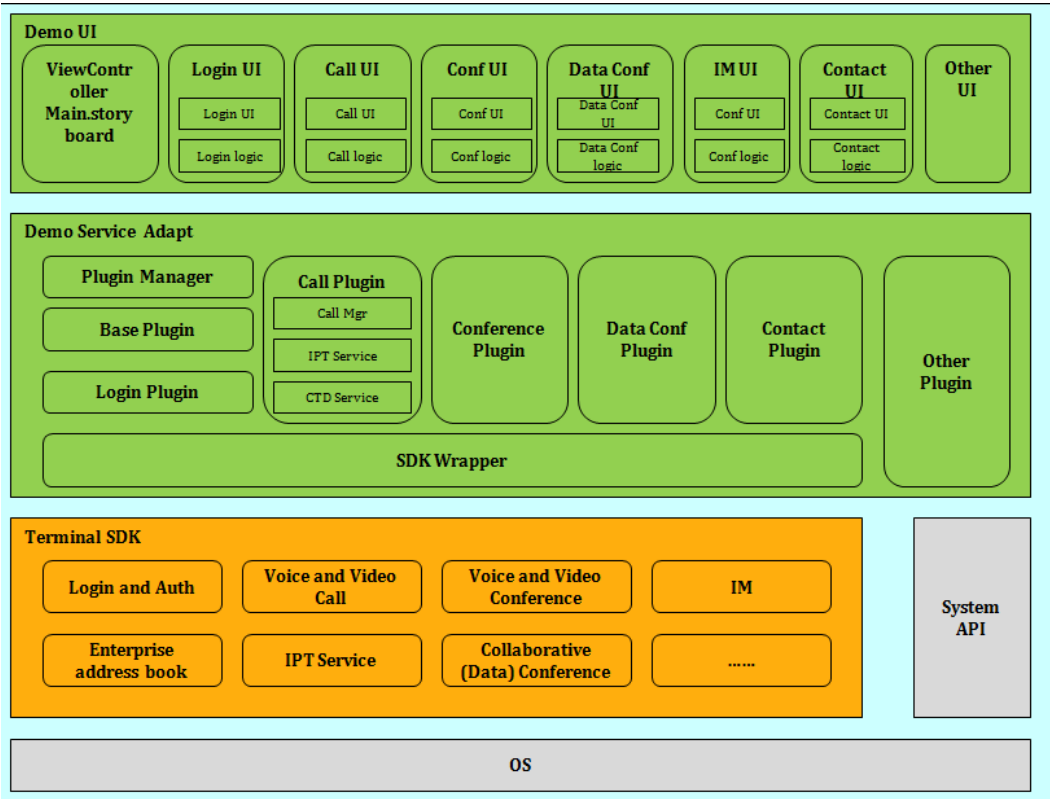 Demo UI
ViewContr
oller
Main.story
board
Login UI
Login UI
Login logic
Call UI
Call UI
Call logic
Conf UI
Conf UI
Conf logic
Data Conf
UI
Data Conf
UI
Data Conf
logic
IM UI
Conf UI
Conf logic
Contact
UI
Contact UI
Contact
logic
Other
UI
Demo Service Adapt
Plugin Manager
Base Plugin
Login Plugin
Call Plugin
Call Mgr
IPT Service
CTD Service
Conference
Plugin
Data Conf
Plugin
Contact
Plugin
Other
Plugin
SDK Wrapper
Terminal SDK
Login and Auth
Voice and Video
Call
Voice and Video
Conference
IM
Enterprise
address book
IPT Service
Collaborative
(Data) Conference
......
System
API
OS